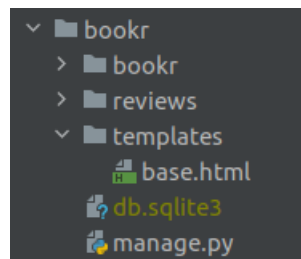 bookr
bookr
reviews
templates
base.html
db.sqlite3
manage.py